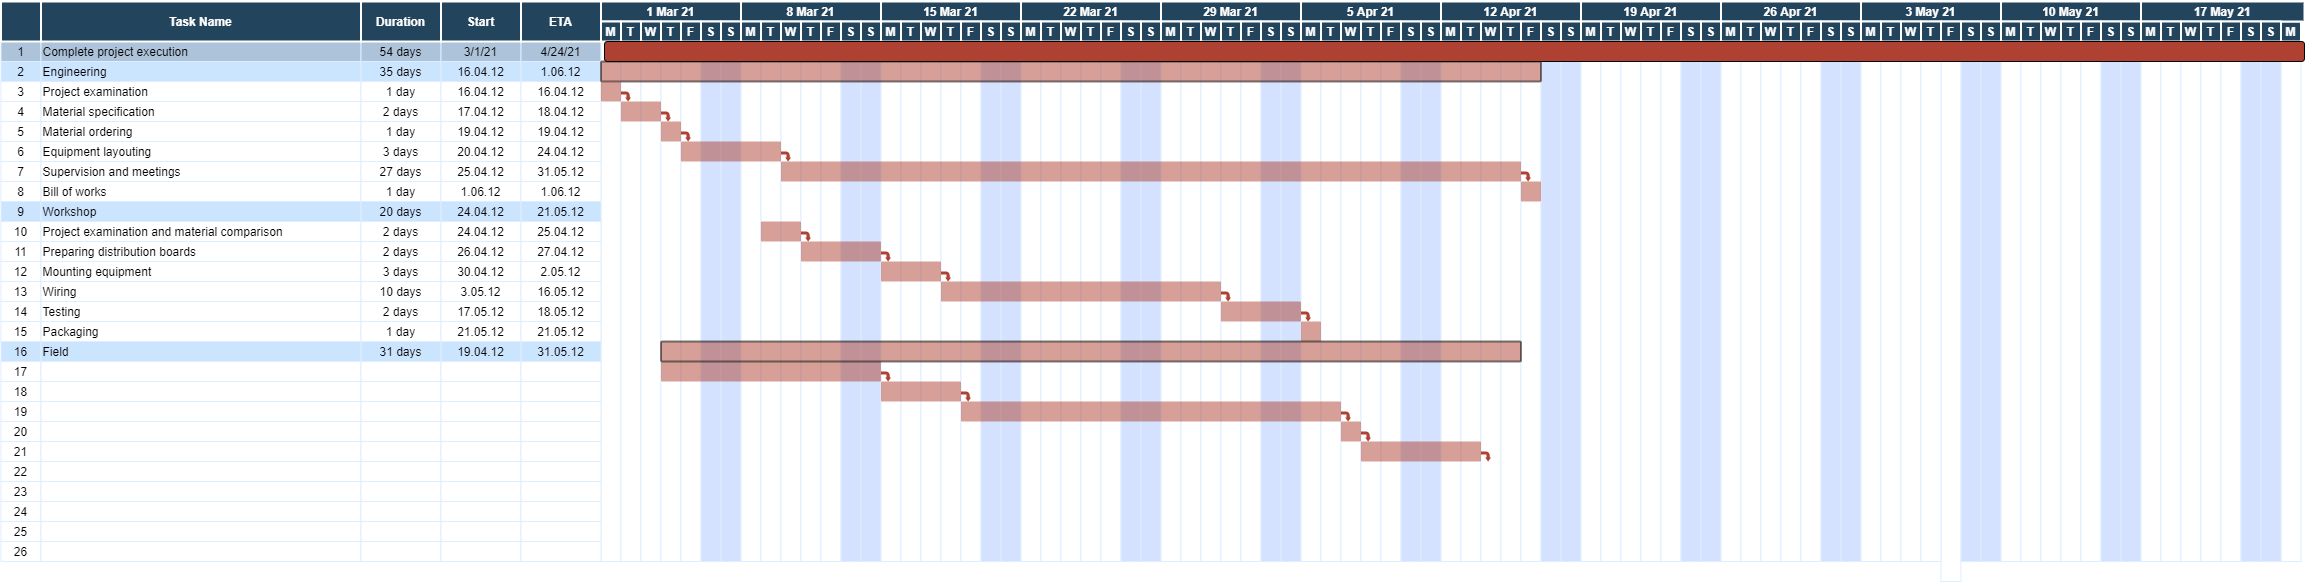 Task Name Duration Start ETA 1 Mar 21 8 Mar 21 15 Mar 21 22 Mar 21 29 Mar 21 5 Apr 21 12 Apr 21 19 Apr 21 26 Apr 21 3 May 21 10 May 21 17 May 21
M T W T F S S M T W T F S S M T W T F S S M T W T F S S M T W T F S S M T W T F S S M T W T F S S M T W T F S S M T W T F S S M T W T F S S M T W T F S S M T W T F S S M
1 Complete project execution 54 days 3/1/21 4/24/21
2 Engineering 35 days 16.04.12 1.06.12
3 Project examination 1 day 16.04.12 16.04.12
4 Material specification 2 days 17.04.12 18.04.12
5 Material ordering 1 day 19.04.12 19.04.12
6 Equipment layouting 3 days 20.04.12 24.04.12
7 Supervision and meetings 27 days 25.04.12 31.05.12
8 Bill of works 1 day 1.06.12 1.06.12
9 Workshop 20 days 24.04.12 21.05.12
10 Project examination and material comparison 2 days 24.04.12 25.04.12
11 Preparing distribution boards 2 days 26.04.12 27.04.12
12 Mounting equipment 3 days 30.04.12 2.05.12
13 Wiring 10 days 3.05.12 16.05.12
14 Testing 2 days 17.05.12 18.05.12
15 Packaging 1 day 21.05.12 21.05.12
16 Field 31 days 19.04.12 31.05.12
17
18
19
20
21
22
23
24
25
26